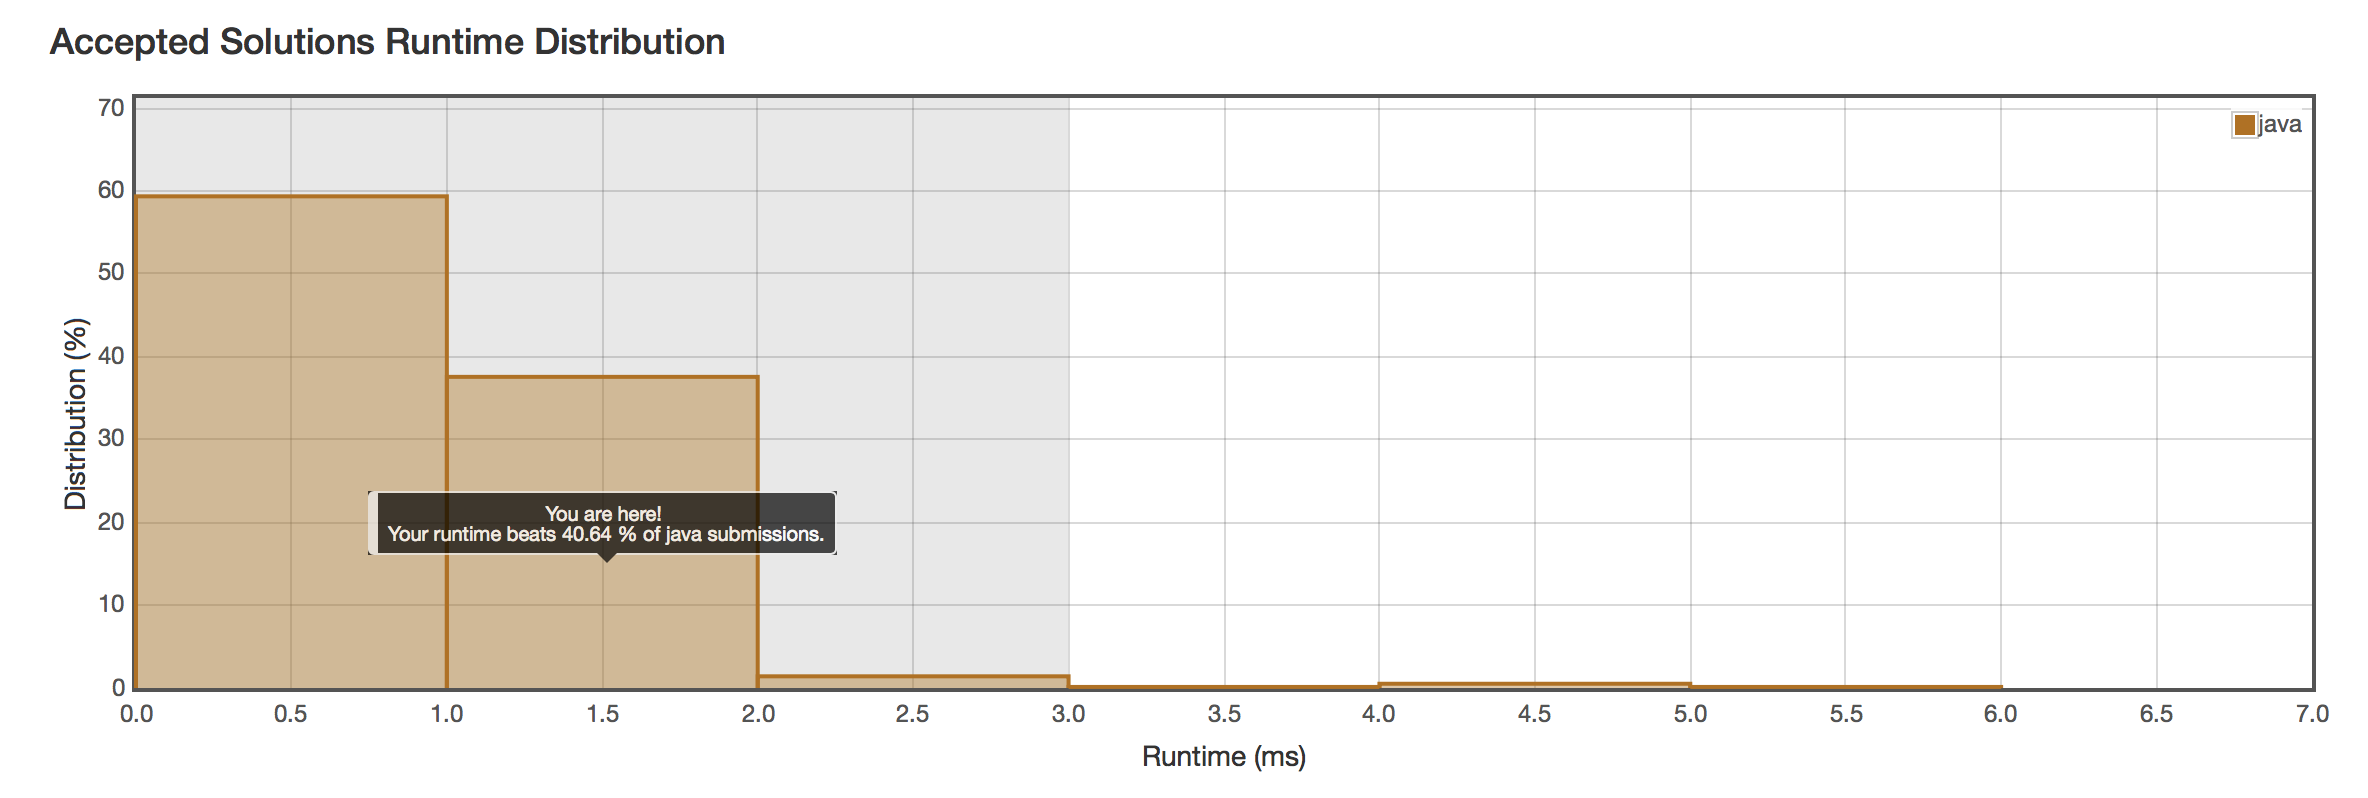 Accepted Solutions Runtime Distribution
70
java
60
50
40
Distribution (%)
30
You are here!
20
Your runtime beats 40.64 % of java submissions.
10
0
0.0 0.5 1.0 1.5 2.0 2.5 3.0 3.5 4.0 4.5 5.0 5.5 6.0 6.5 7.0
Runtime (ms)